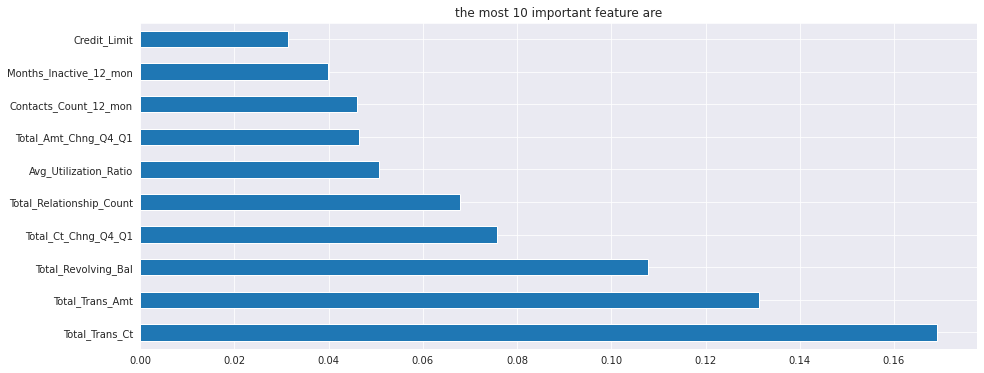 the most 10 important feature are
Credit_Limit
Months_Inactive_12_mon
Contacts_Count_12_mon
Total_Amt_Chng_Q4_Q1
Avg_Utilization_Ratio
Total_Relationship_Count
Total_Ct_Chng_Q4_Q1
Total_Revolving_Bal
Total_Trans_Amt
Total_Trans_Ct
0.00 0.02 0.04 0.06 0.08 0.10 0.12 0.14 0.16